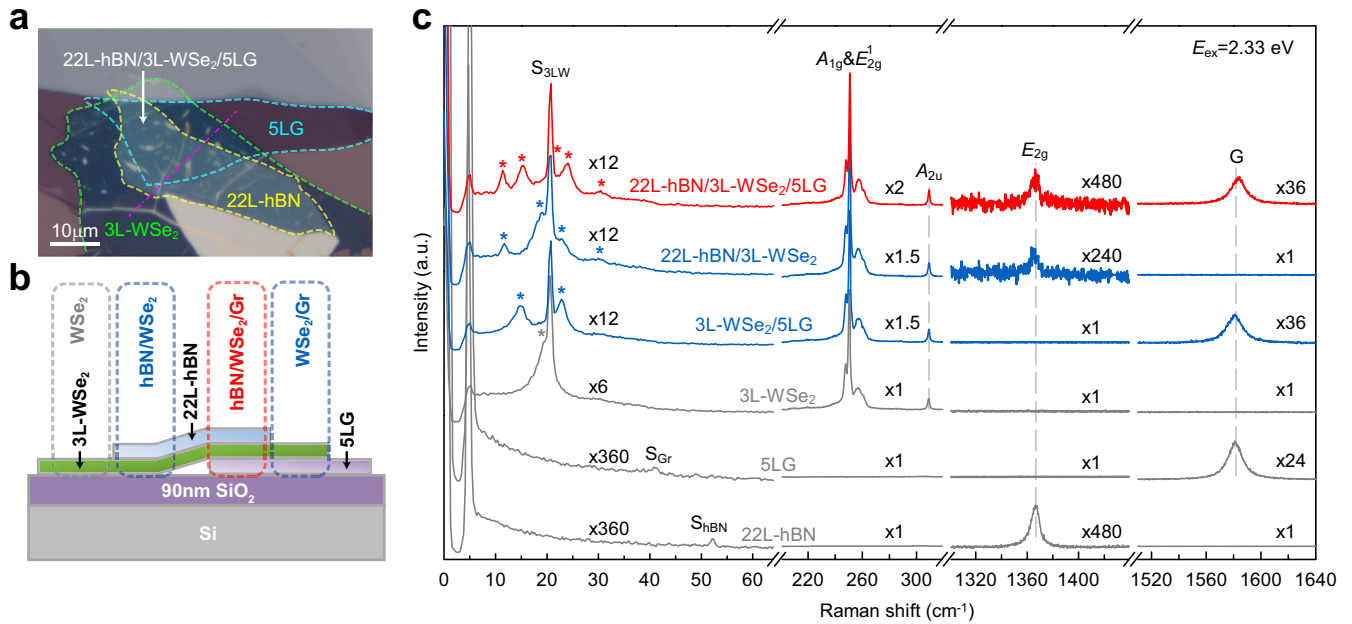 a
22L-hBN/3L-WSe₂/5LG
5LG
22L-hBN
3L-WSe₂
10μm
b
WSe₂
hBN/WSe₂
hBN/WSe₂/Gr
WSe₂/Gr
3L-WSe₂
22L-hBN
5LG
90nm SiO₂
Si
c
Eₑₓ=2.33 eV
S₃LW
A₁g&E¹₂g
A₂u
E₂g
G
* * * * *
x12
22L-hBN/3L-WSe₂/5LG
x2
x480
x36
* * * *
x12
22L-hBN/3L-WSe₂
x1.5
x240
x1
* *
x12
3L-WSe₂/5LG
x1.5
x1
x36
*
x6
3L-WSe₂
x1
x1
x1
x360
S_Gr
5LG
x1
x1
x24
x360
S_hBN
22L-hBN
x1
x480
x1
Intensity (a.u.)
0 10 20 30 40 50 60 250 300 1320 1360 1400 1520 1560 1600 1640
Raman shift (cm⁻¹)